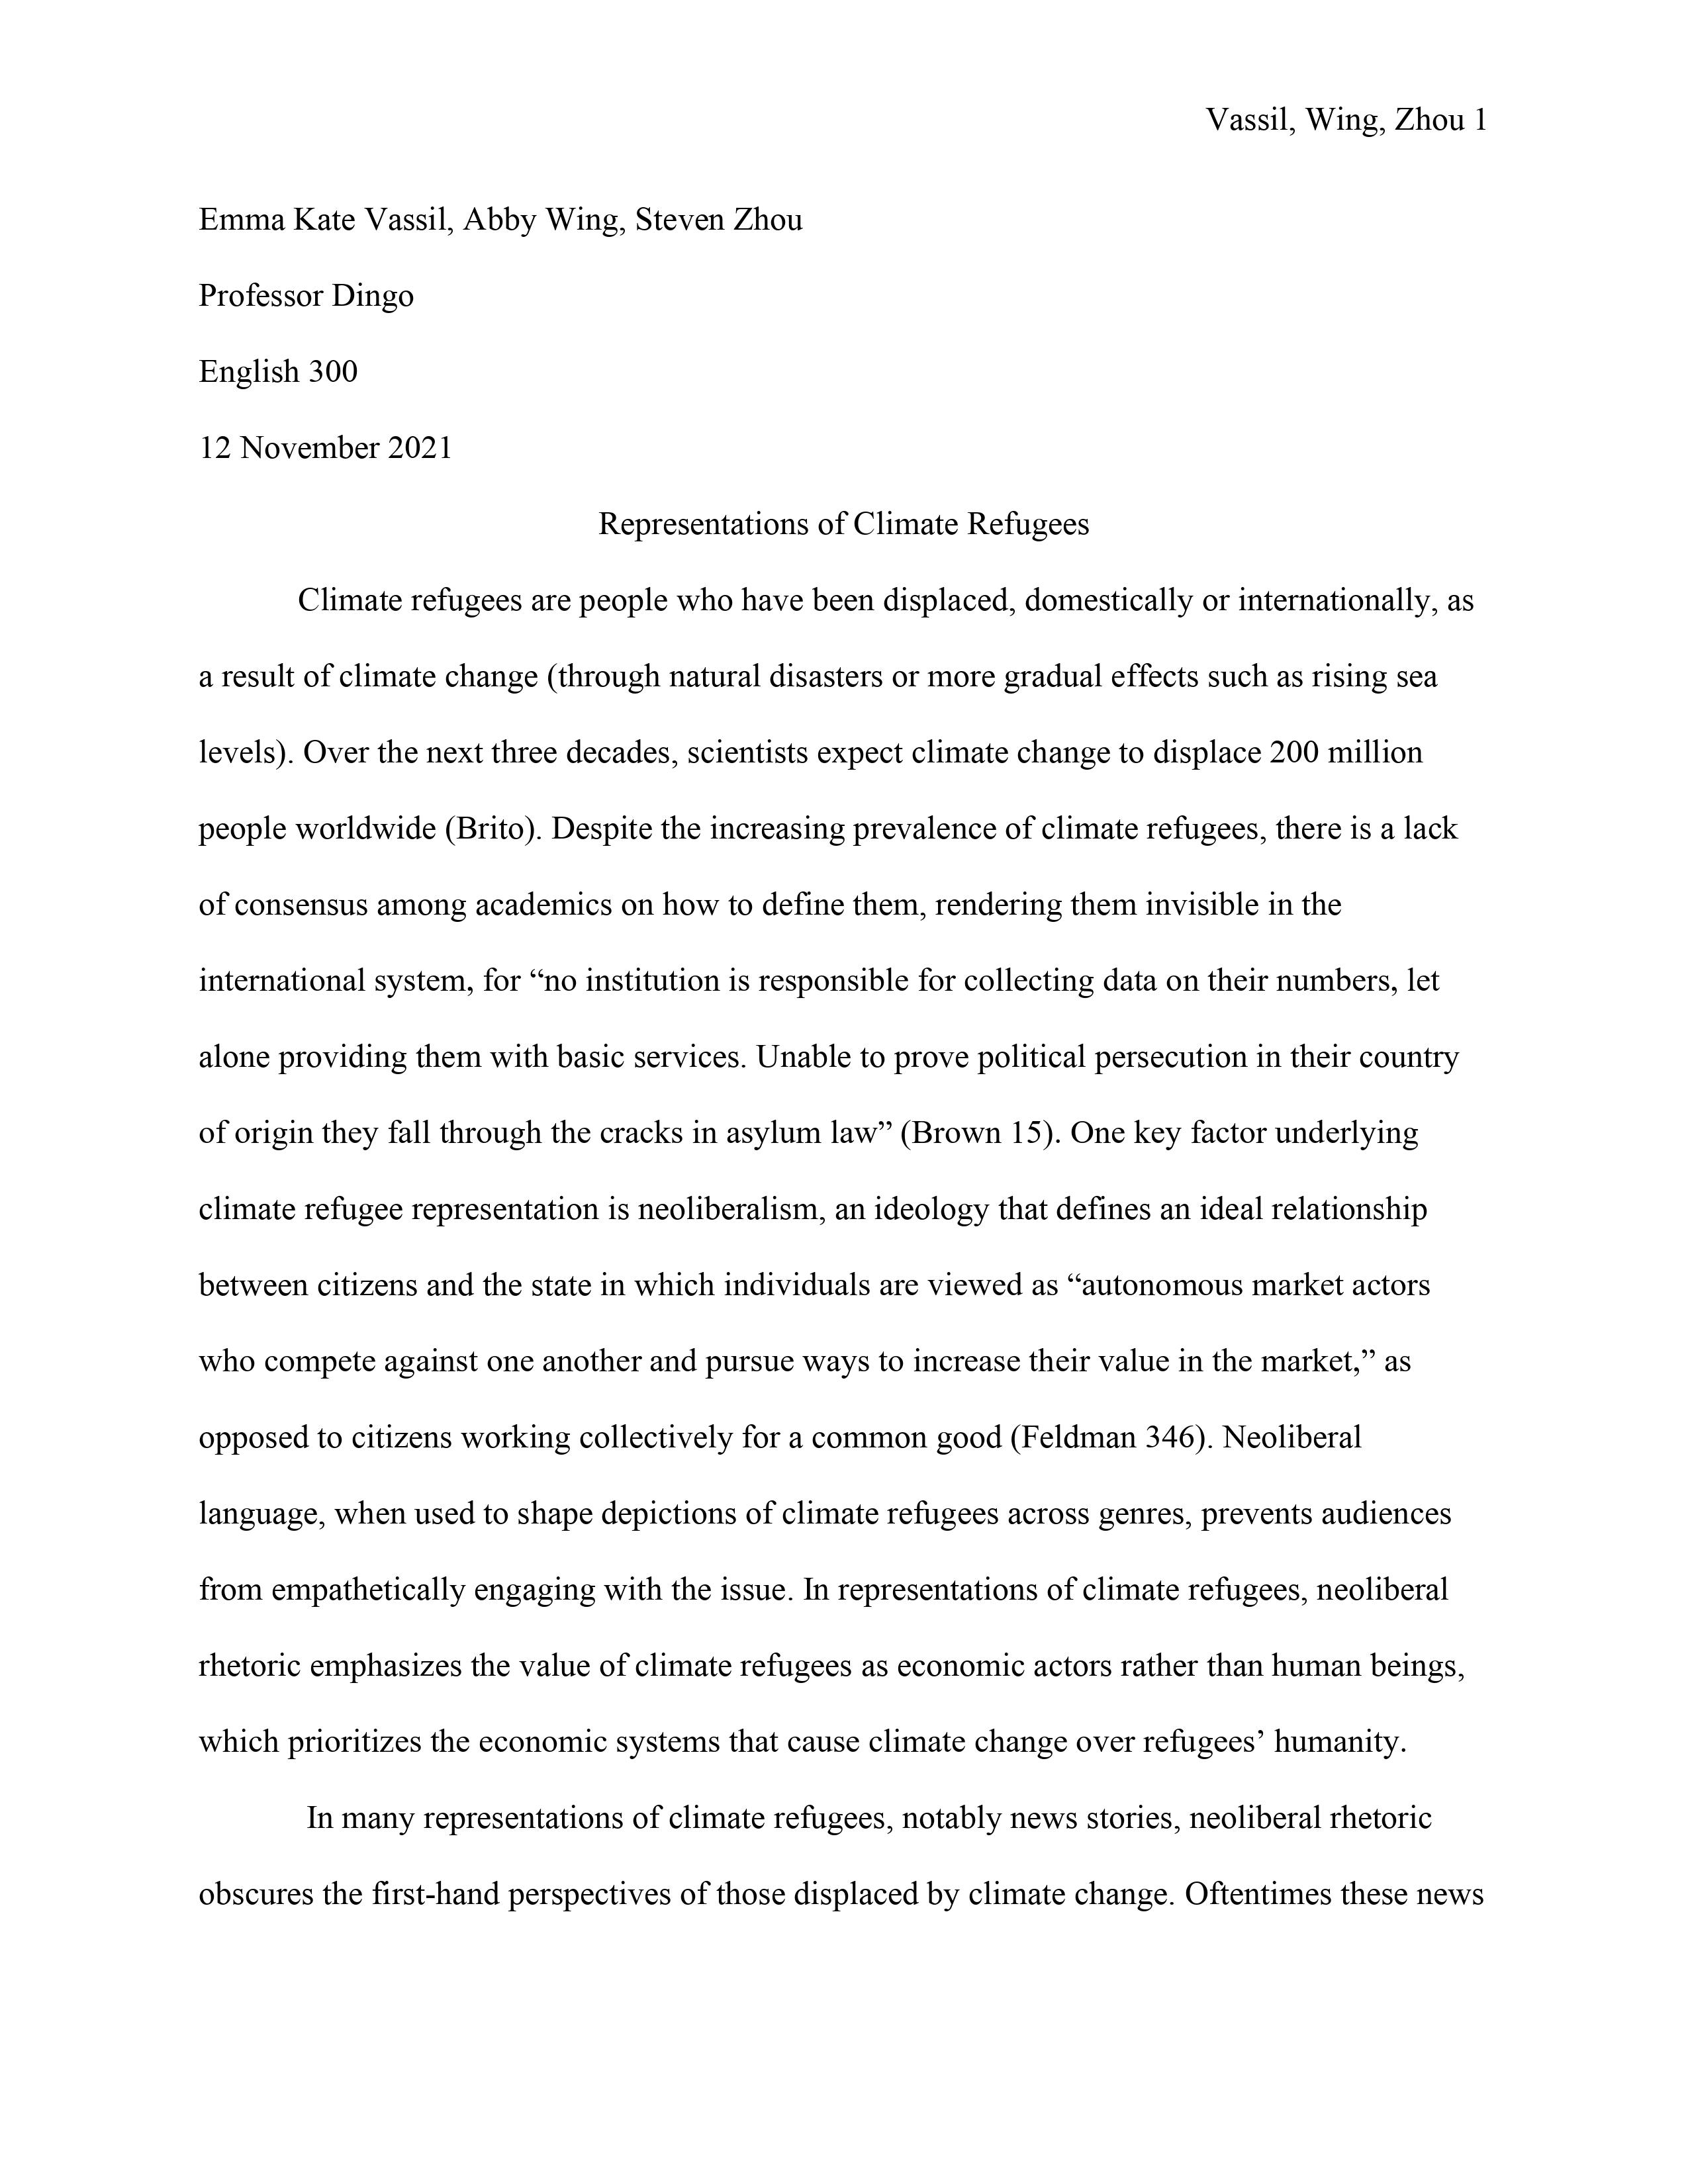 Vassil, Wing, Zhou 1
Emma Kate Vassil, Abby Wing, Steven Zhou
Professor Dingo
English 300
12 November 2021
Representations of Climate Refugees
Climate refugees are people who have been displaced, domestically or internationally, as
a result of climate change (through natural disasters or more gradual effects such as rising sea
levels). Over the next three decades, scientists expect climate change to displace 200 million
people worldwide (Brito). Despite the increasing prevalence of climate refugees, there is a lack
of consensus among academics on how to define them, rendering them invisible in the
international system, for “no institution is responsible for collecting data on their numbers, let
alone providing them with basic services. Unable to prove political persecution in their country
of origin they fall through the cracks in asylum law” (Brown 15). One key factor underlying
climate refugee representation is neoliberalism, an ideology that defines an ideal relationship
between citizens and the state in which individuals are viewed as “autonomous market actors
who compete against one another and pursue ways to increase their value in the market,” as
opposed to citizens working collectively for a common good (Feldman 346). Neoliberal
language, when used to shape depictions of climate refugees across genres, prevents audiences
from empathetically engaging with the issue. In representations of climate refugees, neoliberal
rhetoric emphasizes the value of climate refugees as economic actors rather than human beings,
which prioritizes the economic systems that cause climate change over refugees’ humanity.
In many representations of climate refugees, notably news stories, neoliberal rhetoric
obscures the first-hand perspectives of those displaced by climate change. Oftentimes these news